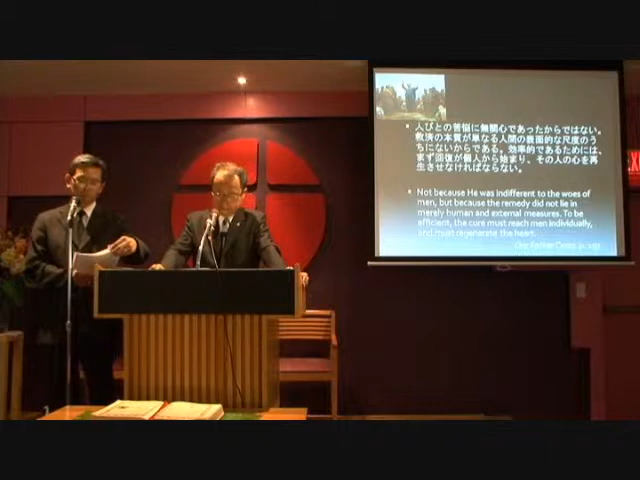 人びとの苦悩に無関心であったからではない。
救済の本質が単なる人間の表面的な尺度のう
ちにないからである。効率的であるためには、
まず回復が個人から始まり、その人の心を再
生させなければならない。
Not because He was indifferent to the woes of
men, but because the remedy did not lie in
merely human and external measures. To be
efficient, the cure must reach men individually,
and must regenerate the heart.
EXI